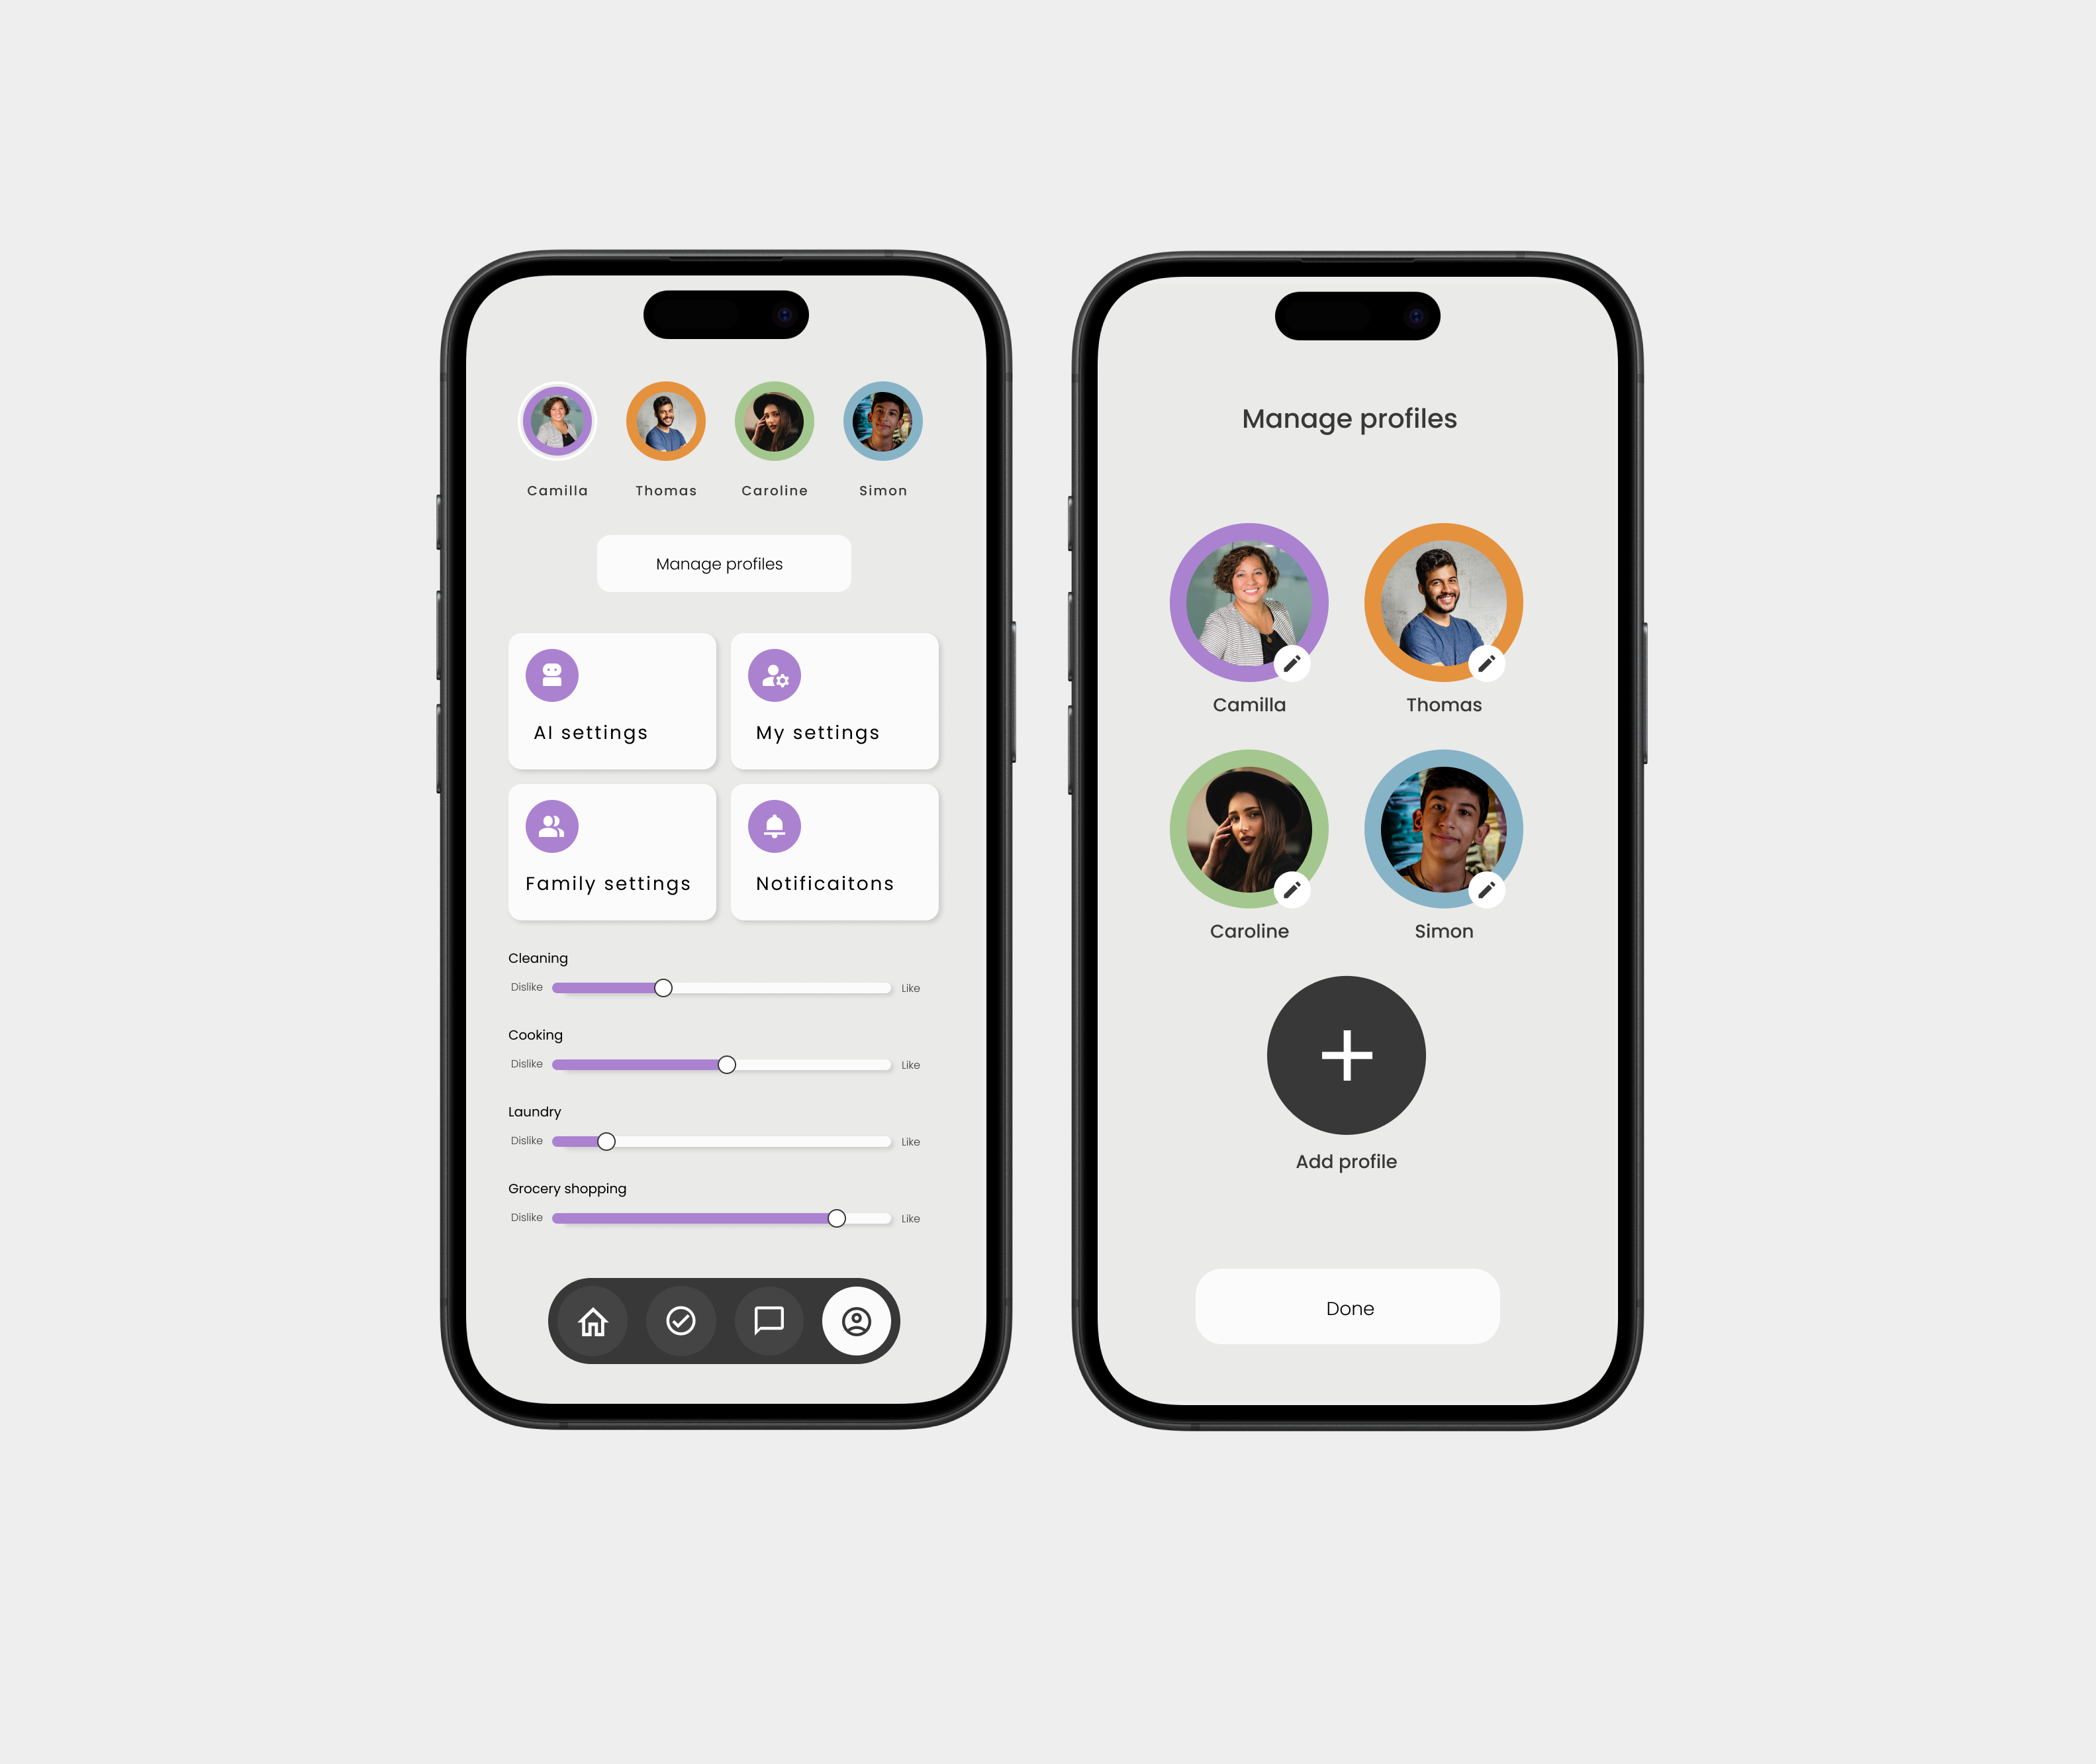 Camilla
Thomas
Caroline
Simon
Manage profiles
AI settings
My settings
Family settings
Notificaitons
Cleaning
Dislike
Like
Cooking
Dislike
Like
Laundry
Dislike
Like
Grocery shopping
Dislike
Like
Manage profiles
Camilla
Thomas
Caroline
Simon
Add profile
Done